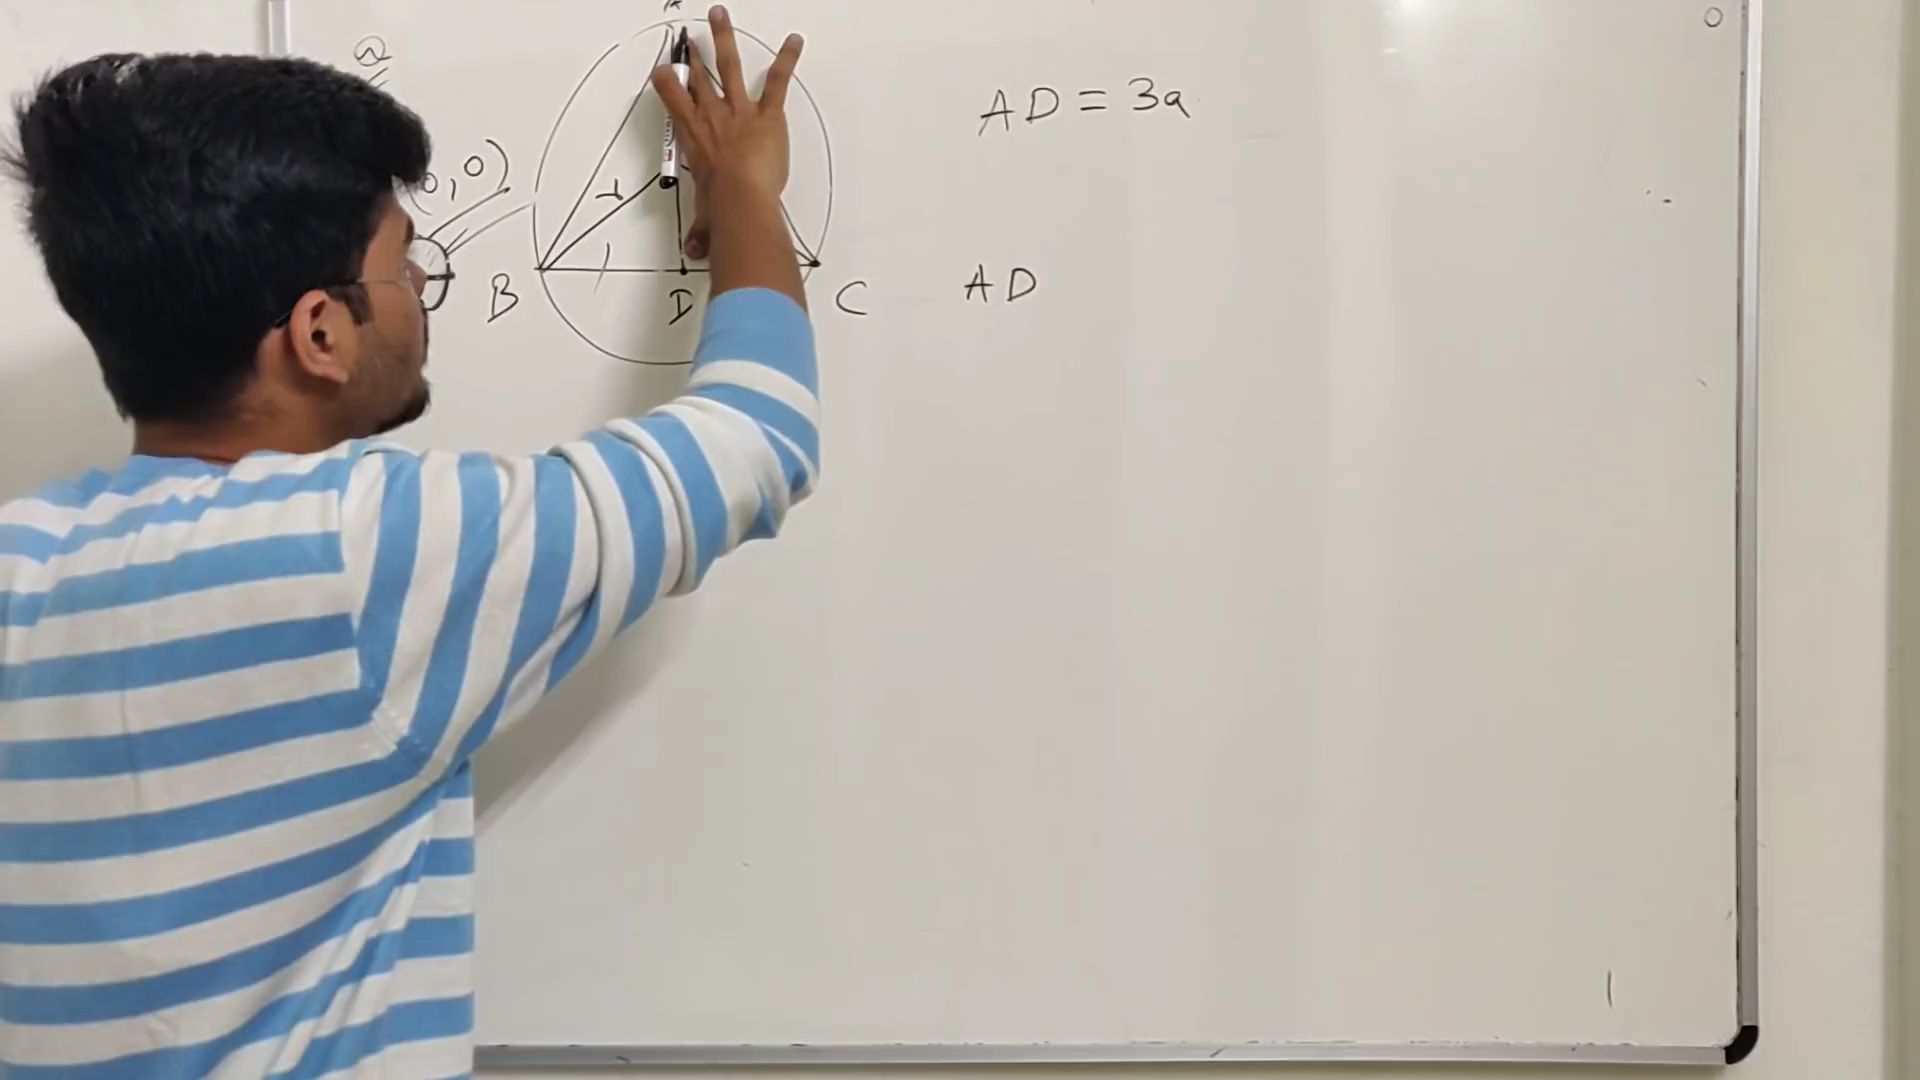 A
(0,0)
r
B D C
AD = 3a
AD